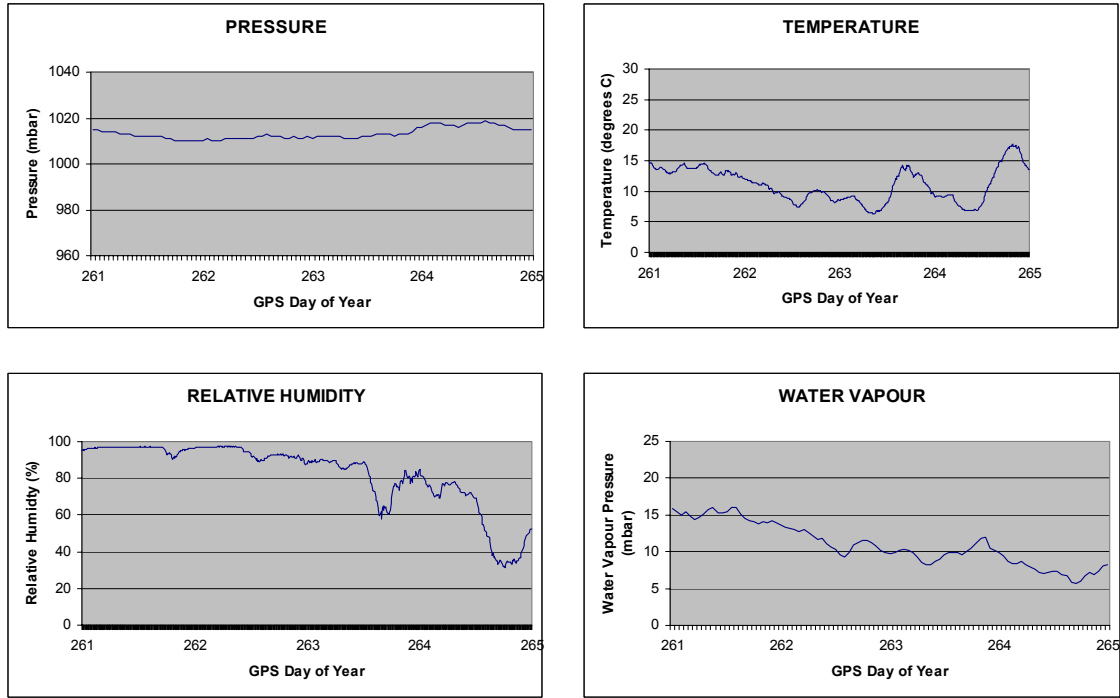 PRESSURE
1040
1020
1000
980
960
261 262 263 264 265
Pressure (mbar)
GPS Day of Year
TEMPERATURE
30
25
20
15
10
5
0
261 262 263 264 265
Temperature (degrees C)
GPS Day of Year
RELATIVE HUMIDITY
100
80
60
40
20
0
261 262 263 264 265
Relative Humidty (%)
GPS Day of Year
WATER VAPOUR
25
20
15
10
5
0
261 262 263 264 265
Water Vapour Pressure
(mbar)
GPS Day of Year